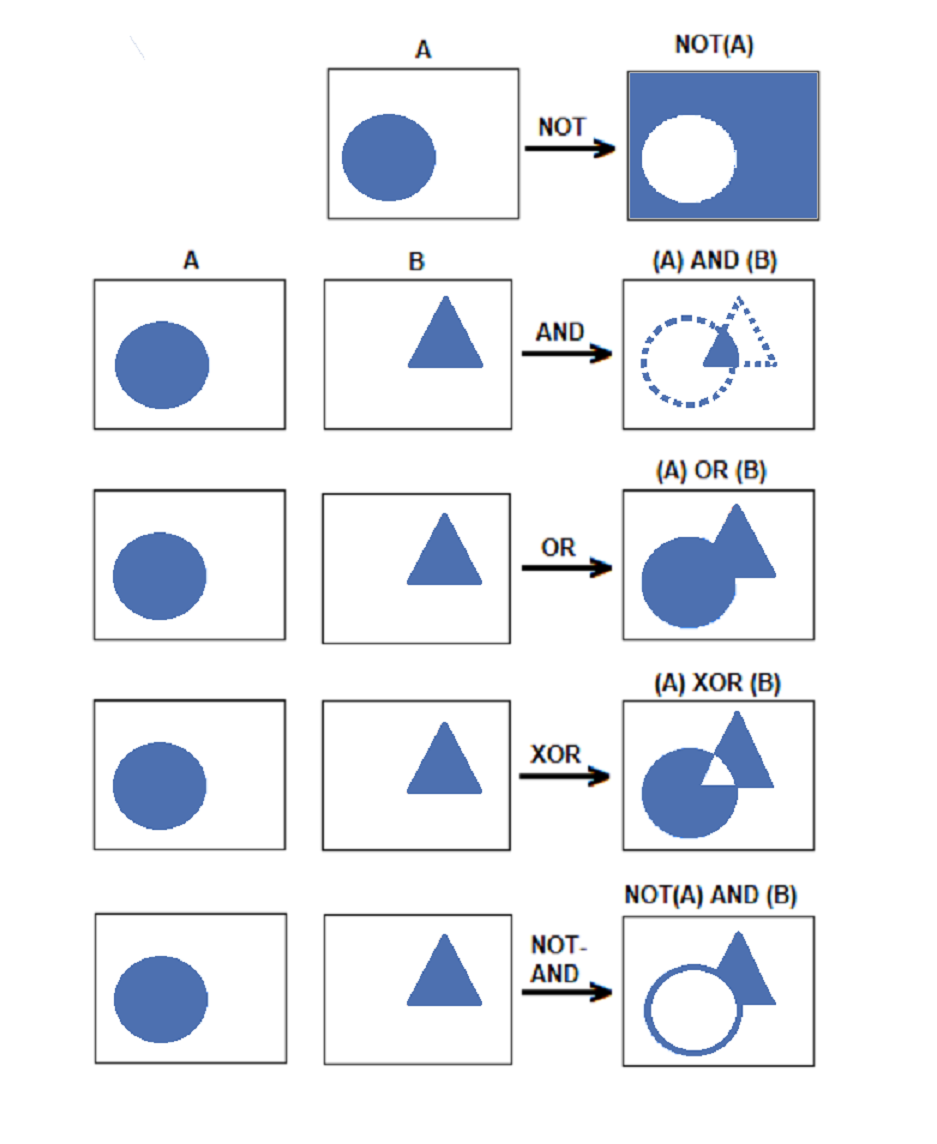 A
NOT(A)
NOT
A
B
(A) AND (B)
AND
(A) OR (B)
OR
(A) XOR (B)
XOR
NOT(A) AND (B)
NOT-
AND